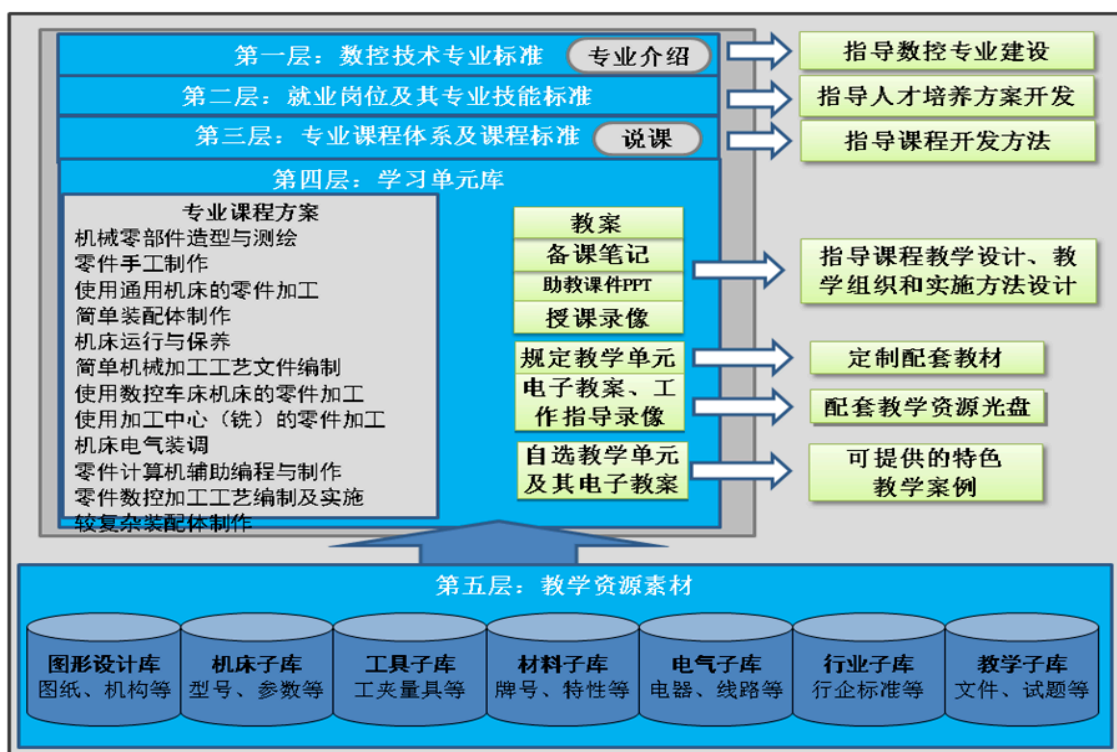 第一层：数控技术专业标准
专业介绍
指导数控专业建设
第二层：就业岗位及其专业技能标准
指导人才培养方案开发
第三层：专业课程体系及课程标准
说课
指导课程开发方法
第四层：学习单元库
专业课程方案
机械零部件造型与测绘
零件手工制作
使用通用机床的零件加工
简单装配体制作
机床运行与保养
简单机械加工工艺文件编制
使用数控车床机床的零件加工
使用加工中心（铣）的零件加工
机床电气装调
零件计算机辅助编程与制作
零件数控加工工艺编制及实施
较复杂装配体制作
教案
备课笔记
助教课件PPT
授课录像
指导课程教学设计、教
学组织和实施方法设计
规定教学单元
定制配套教材
电子教案、工
作指导录像
配套教学资源光盘
自选教学单元
及其电子教案
可提供的特色
教学案例
第五层：教学资源素材
图形设计库
图纸、机构等
机床子库
型号、参数等
工具子库
工夹量具等
材料子库
牌号、特性等
电气子库
电器、线路等
行业子库
行企标准等
教学子库
文件、试题等